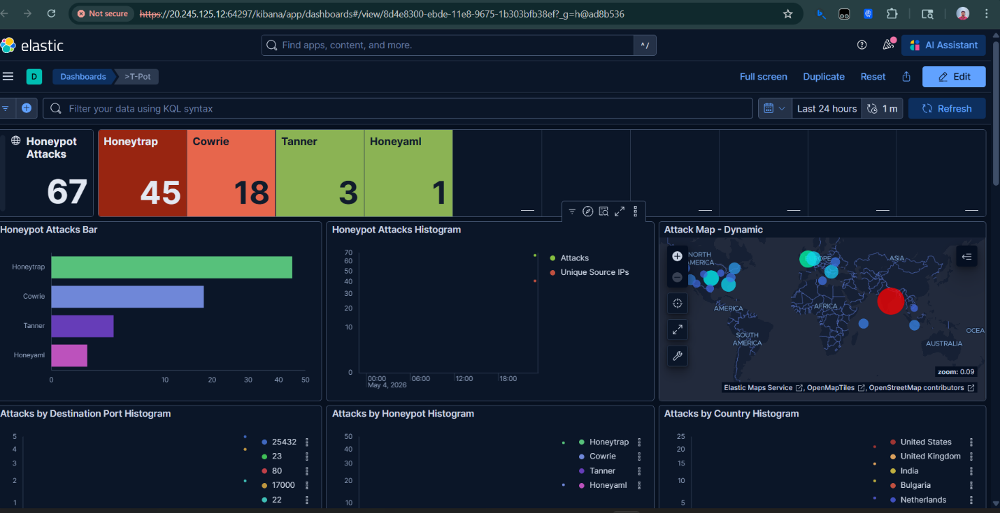 Not secure https://20.245.125.12:64297/kibana/app/dashboards#/view/8d4e8300-ebde-11e8-9675-1b303bfb38ef?_g=h@ad8b536
elastic
Find apps, content, and more.
^/
AI Assistant
D
Dashboards
>T-Pot
Full screen
Duplicate
Reset
Edit
Filter your data using KQL syntax
Last 24 hours
1 m
Refresh
Honeypot
Attacks
67
Honeytrap
45
Cowrie
18
Tanner
3
Honeyaml
1
Honeypot Attacks Bar
Honeytrap
Cowrie
Tanner
Honeyaml
0 10 20 30 40 50
Honeypot Attacks Histogram
70
60
50
40
30
20
10
0
00:00 06:00 12:00 18:00
May 4, 2026
Attacks
Unique Source IPs
Attack Map - Dynamic
NORTH
MERICA
OPE
ASIA
AMERICA
AFRICA
SOUTH
AMERICA
OCEA
AUSTRALIA
zoom: 0.09
Elastic Maps Service , OpenMapTiles , OpenStreetMap contributors
Attacks by Destination Port Histogram
5
4
3
2
1
25432
23
80
17000
22
Attacks by Honeypot Histogram
50
40
30
20
10
Honeytrap
Cowrie
Tanner
Honeyaml
Attacks by Country Histogram
25
20
15
10
5
United States
United Kingdom
India
Bulgaria
Netherlands